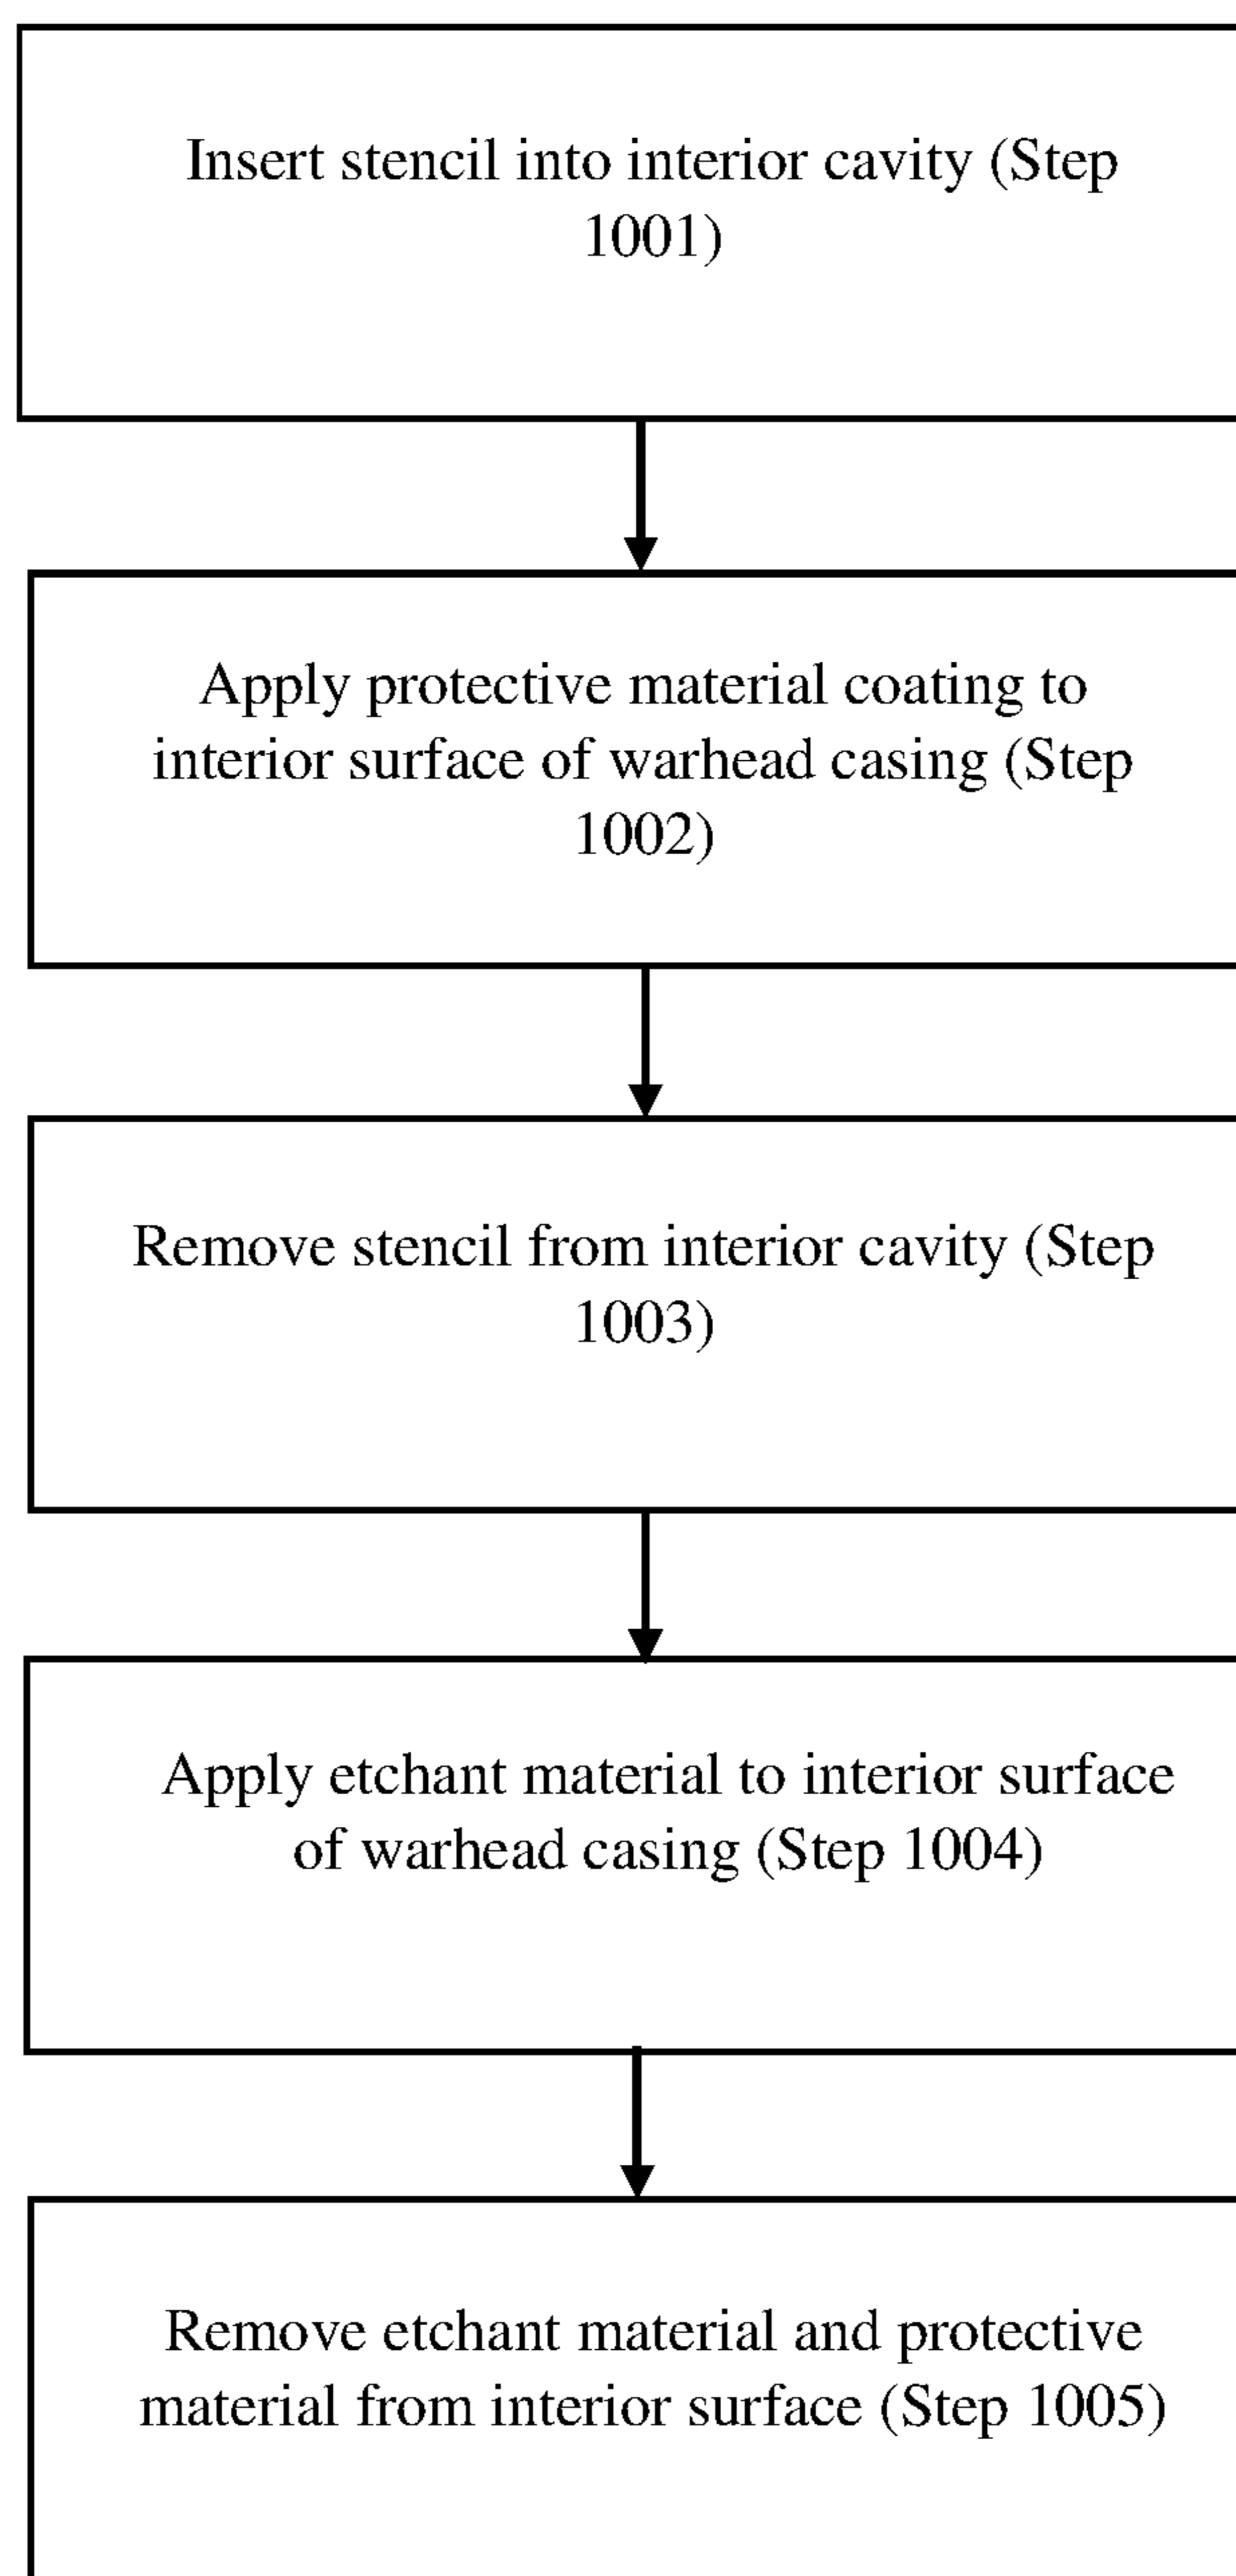 Insert stencil into interior cavity (Step
1001)
Apply protective material coating to
interior surface of warhead casing (Step
1002)
Remove stencil from interior cavity (Step
1003)
Apply etchant material to interior surface
of warhead casing (Step 1004)
Remove etchant material and protective
material from interior surface (Step 1005)